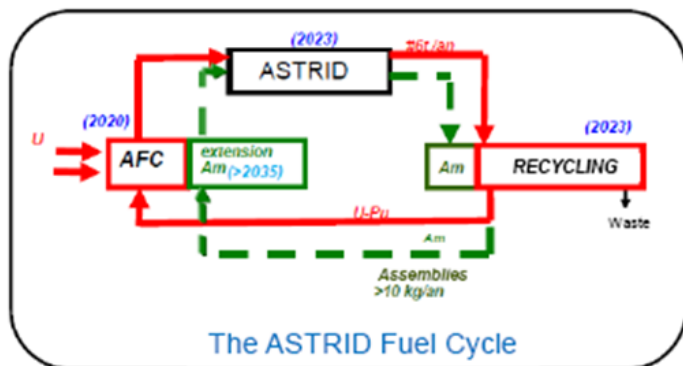 (2023)
ASTRID
6t /an
(2020)
U
AFC
extension
Am (>2035)
(2023)
Am
RECYCLING
U-Pu
Waste
Am
Assemblies
>10 kg/an
The ASTRID Fuel Cycle